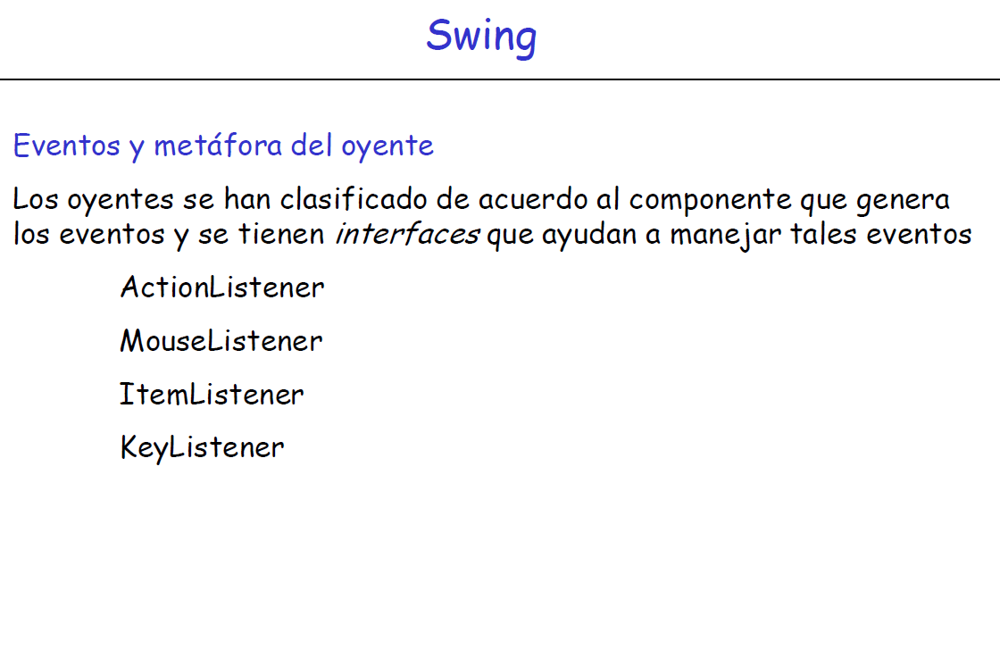 Swing
Eventos y metáfora del oyente
Los oyentes se han clasificado de acuerdo al componente que genera
los eventos y se tienen interfaces que ayudan a manejar tales eventos
ActionListener
MouseListener
ItemListener
KeyListener